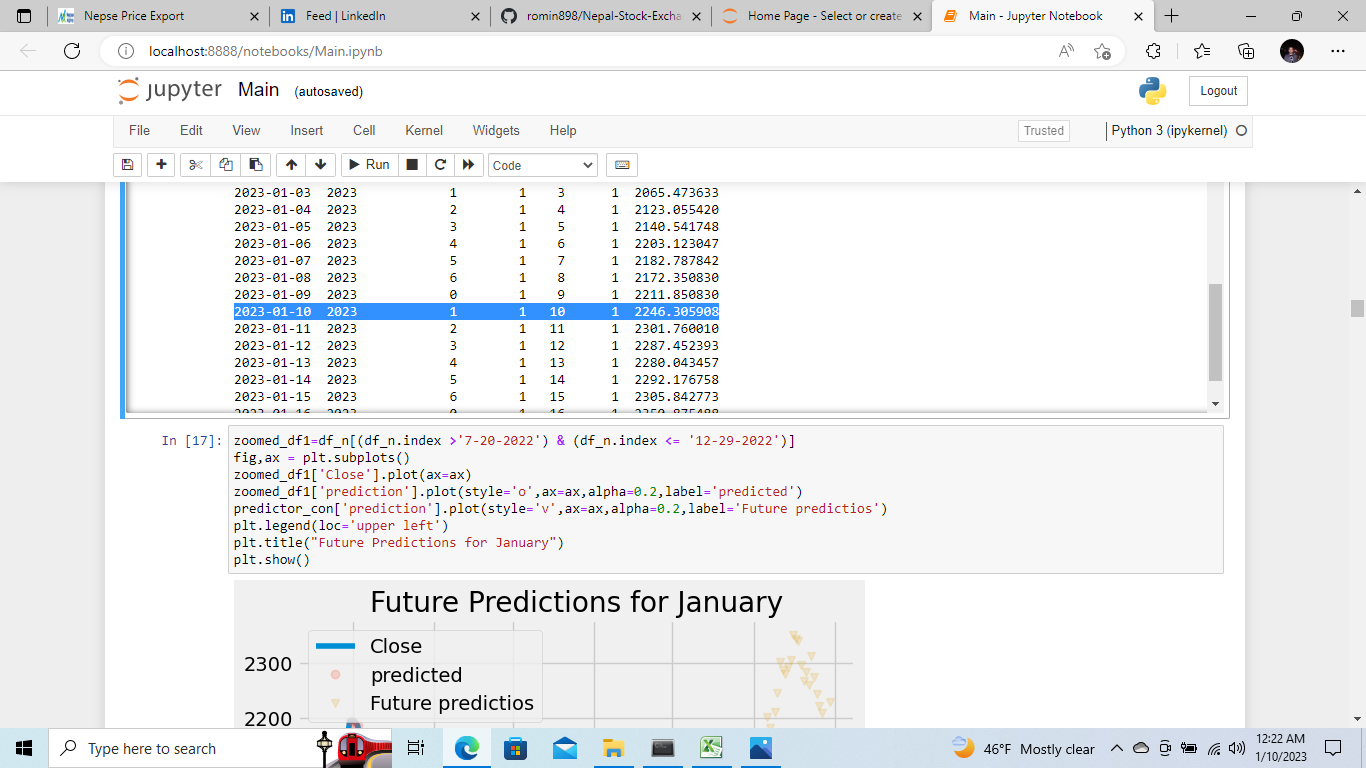 Nepse Price Export
Feed | LinkedIn
romin898/Nepal-Stock-Excha
Home Page - Select or create
Main - Jupyter Notebook
localhost:8888/notebooks/Main.ipynb
jupyter Main (autosaved)
Logout
File Edit View Insert Cell Kernel Widgets Help
Trusted
Python 3 (ipykernel)
Run
Code
2023-01-03 2023 1 1 3 1 2065.473633
2023-01-04 2023 2 1 4 1 2123.055420
2023-01-05 2023 3 1 5 1 2140.541748
2023-01-06 2023 4 1 6 1 2203.123047
2023-01-07 2023 5 1 7 1 2182.787842
2023-01-08 2023 6 1 8 1 2172.350830
2023-01-09 2023 0 1 9 1 2211.850830
2023-01-10 2023 1 1 10 1 2246.305908
2023-01-11 2023 2 1 11 1 2301.760010
2023-01-12 2023 3 1 12 1 2287.452393
2023-01-13 2023 4 1 13 1 2280.043457
2023-01-14 2023 5 1 14 1 2292.176758
2023-01-15 2023 6 1 15 1 2305.842773
In [17]:
zoomed_df1=df_n[(df_n.index >'7-20-2022') & (df_n.index <= '12-29-2022')]
fig,ax = plt.subplots()
zoomed_df1['Close'].plot(ax=ax)
zoomed_df1['prediction'].plot(style='o',ax=ax,alpha=0.2,label='predicted')
predictor_con['prediction'].plot(style='v',ax=ax,alpha=0.2,label='Future predictios')
plt.legend(loc='upper left')
plt.title("Future Predictions for January")
plt.show()
Future Predictions for January
Close
predicted
Future predictios
2300
2200
Type here to search
46°F Mostly clear
12:22 AM
1/10/2023